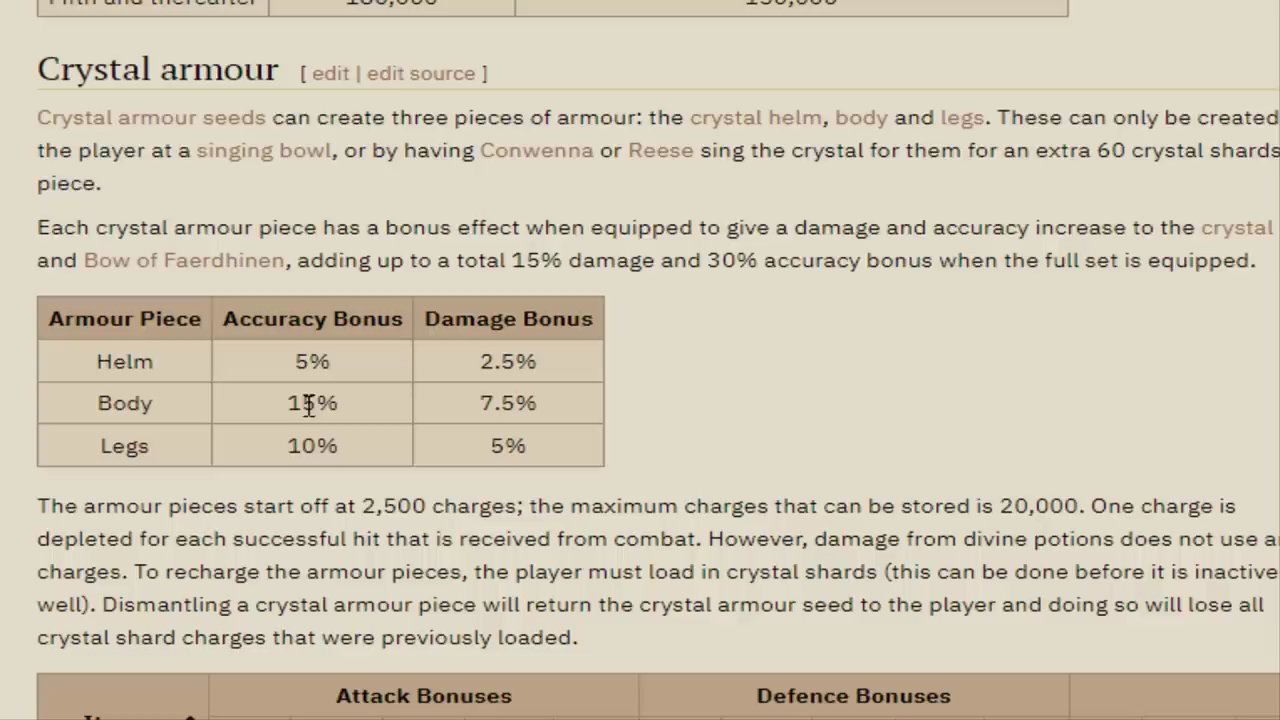 Fifth and thereafter 180,000 150,000
Crystal armour [ edit | edit source ]
Crystal armour seeds can create three pieces of armour: the crystal helm, body and legs. These can only be created
the player at a singing bowl, or by having Conwenna or Reese sing the crystal for them for an extra 60 crystal shards
piece.
Each crystal armour piece has a bonus effect when equipped to give a damage and accuracy increase to the crystal
and Bow of Faerdhinen, adding up to a total 15% damage and 30% accuracy bonus when the full set is equipped.
Armour Piece Accuracy Bonus Damage Bonus
Helm 5% 2.5%
Body 15% 7.5%
Legs 10% 5%
The armour pieces start off at 2,500 charges; the maximum charges that can be stored is 20,000. One charge is
depleted for each successful hit that is received from combat. However, damage from divine potions does not use
charges. To recharge the armour pieces, the player must load in crystal shards (this can be done before it is inactive
well). Dismantling a crystal armour piece will return the crystal armour seed to the player and doing so will lose all
crystal shard charges that were previously loaded.
Attack Bonuses Defence Bonuses